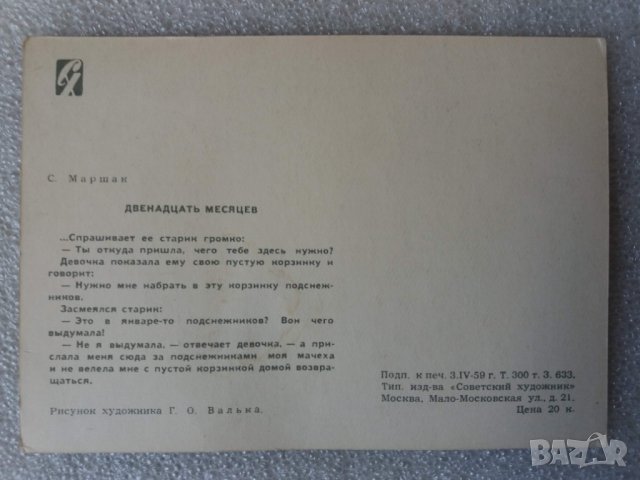 С. Маршак
ДВЕНАДЦАТЬ МЕСЯЦЕВ
...Спрашивает ее старик громко:
— Ты откуда пришла, чего тебе здесь нужно?
Девочка показала ему свою пустую корзинку и
говорит:
— Нужно мне набрать в эту корзинку подснеж-
ников.
Засмеялся старик:
— Это в январе-то подснежников? Вон чего
выдумала!
— Не я выдумала, — отвечает девочка, — а при-
слала меня сюда за подснежниками моя мачеха
и не велела мне с пустой корзинкой домой возвра-
щаться.
Рисунок художника Г. О. Валька.
Подп. к печ. 3.IV-59 г. Т. 300 т. З. 633.
Тип. изд-ва «Советский художник»
Москва, Мало-Московская ул., д. 21.
Цена 20 к.
BAZAR